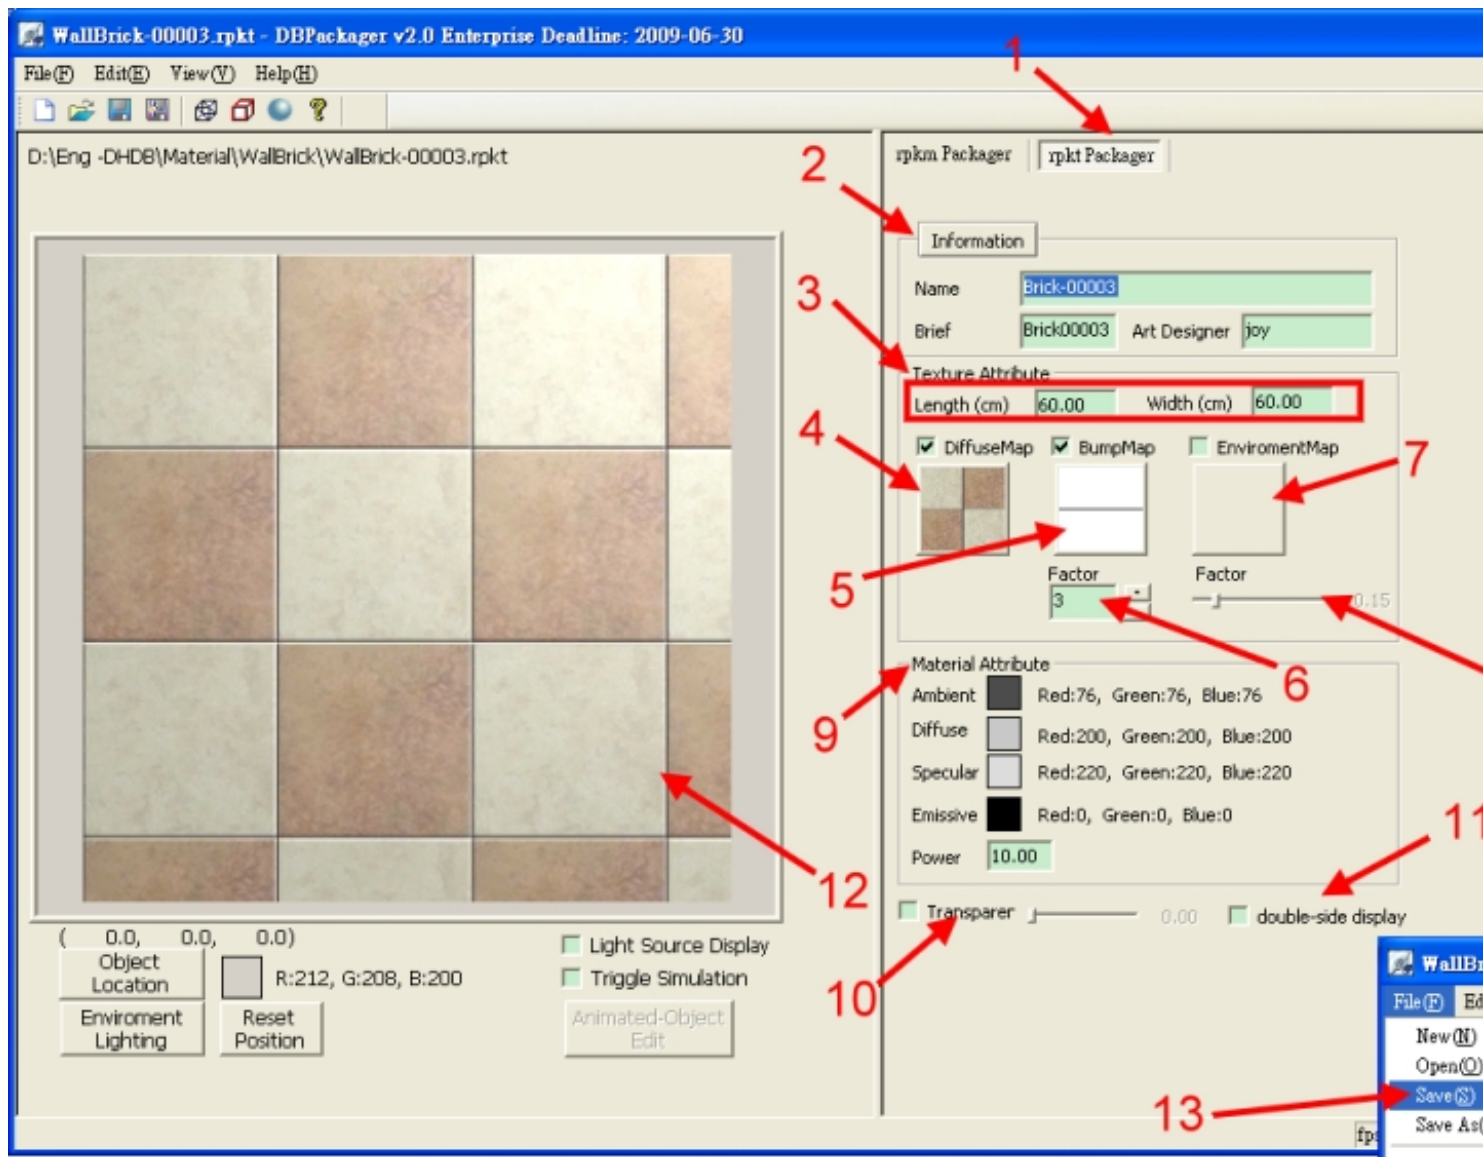 WallBrick-00003.rpkt - DBPackager v2.0 Enterprise Deadline: 2009-06-30
File(F) Edit(E) View(V) Help(H)
1
D:\Eng -DHDB\Material\WallBrick\WallBrick-00003.rpkt
rpkm Packager rpkt Packager
2
Information
Name Brick-00003
3
Brief Brick00003 Art Designer joy
Texture Attribute
Length (cm) 60.00 Width (cm) 60.00
4
DiffuseMap BumpMap EnviromentMap
7
5
Factor Factor
3 0.15
6
Material Attribute
9
Ambient Red:76, Green:76, Blue:76
Diffuse Red:200, Green:200, Blue:200
Specular Red:220, Green:220, Blue:220
Emissive Red:0, Green:0, Blue:0
11
Power 10.00
12
Transparer 0.00 double-side display
10
( 0.0, 0.0, 0.0)
Object Location
R:212, G:208, B:200
Light Source Display
Triggle Simulation
Enviroment Lighting
Reset Position
Animated-Object Edit
WallBr
File(F) Ed
New(N)
Open(O)
13
Save(S)
Save As(
fps